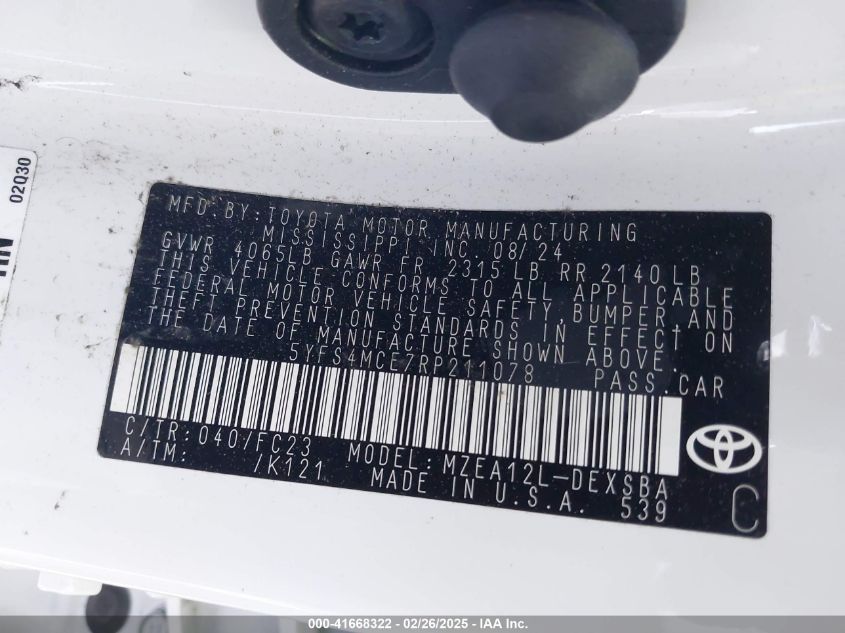 02Q30
MFD. BY: TOYOTA MOTOR MANUFACTURING
MISSISSIPPI, INC. 08/24
GVWR 4065LB GAWR FR 2315 LB RR 2140 LB
THIS VEHICLE CONFORMS TO ALL APPLICABLE
FEDERAL MOTOR VEHICLE SAFETY, BUMPER, AND
THEFT PREVENTION STANDARDS IN EFFECT ON
THE DATE OF MANUFACTURE SHOWN ABOVE.
5YFS4MCE7RP211078 PASS.CAR
C/TR: 040/FC23 MODEL: MZEA12L-DEXSBA
A/TM: /K121 MADE IN U.S.A. 539
C
000-41668322 - 02/26/2025 - IAA Inc.